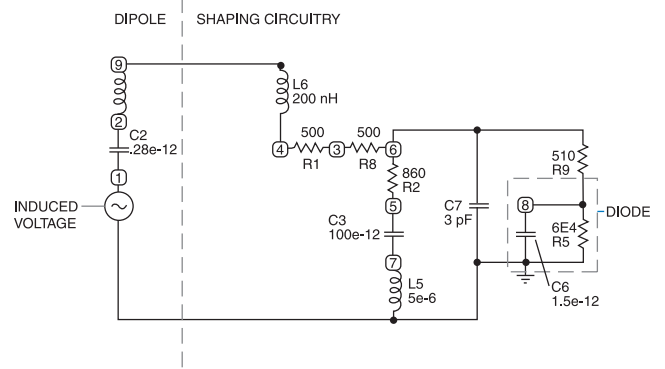 DIPOLE
SHAPING CIRCUITRY
9
2
C2
.28e-12
1
INDUCED
VOLTAGE
L6
200 nH
4
500
R1
3
500
R8
6
860
R2
5
C3
100e-12
7
L5
5e-6
C7
3 pF
510
R9
8
6E4
R5
DIODE
C6
1.5e-12